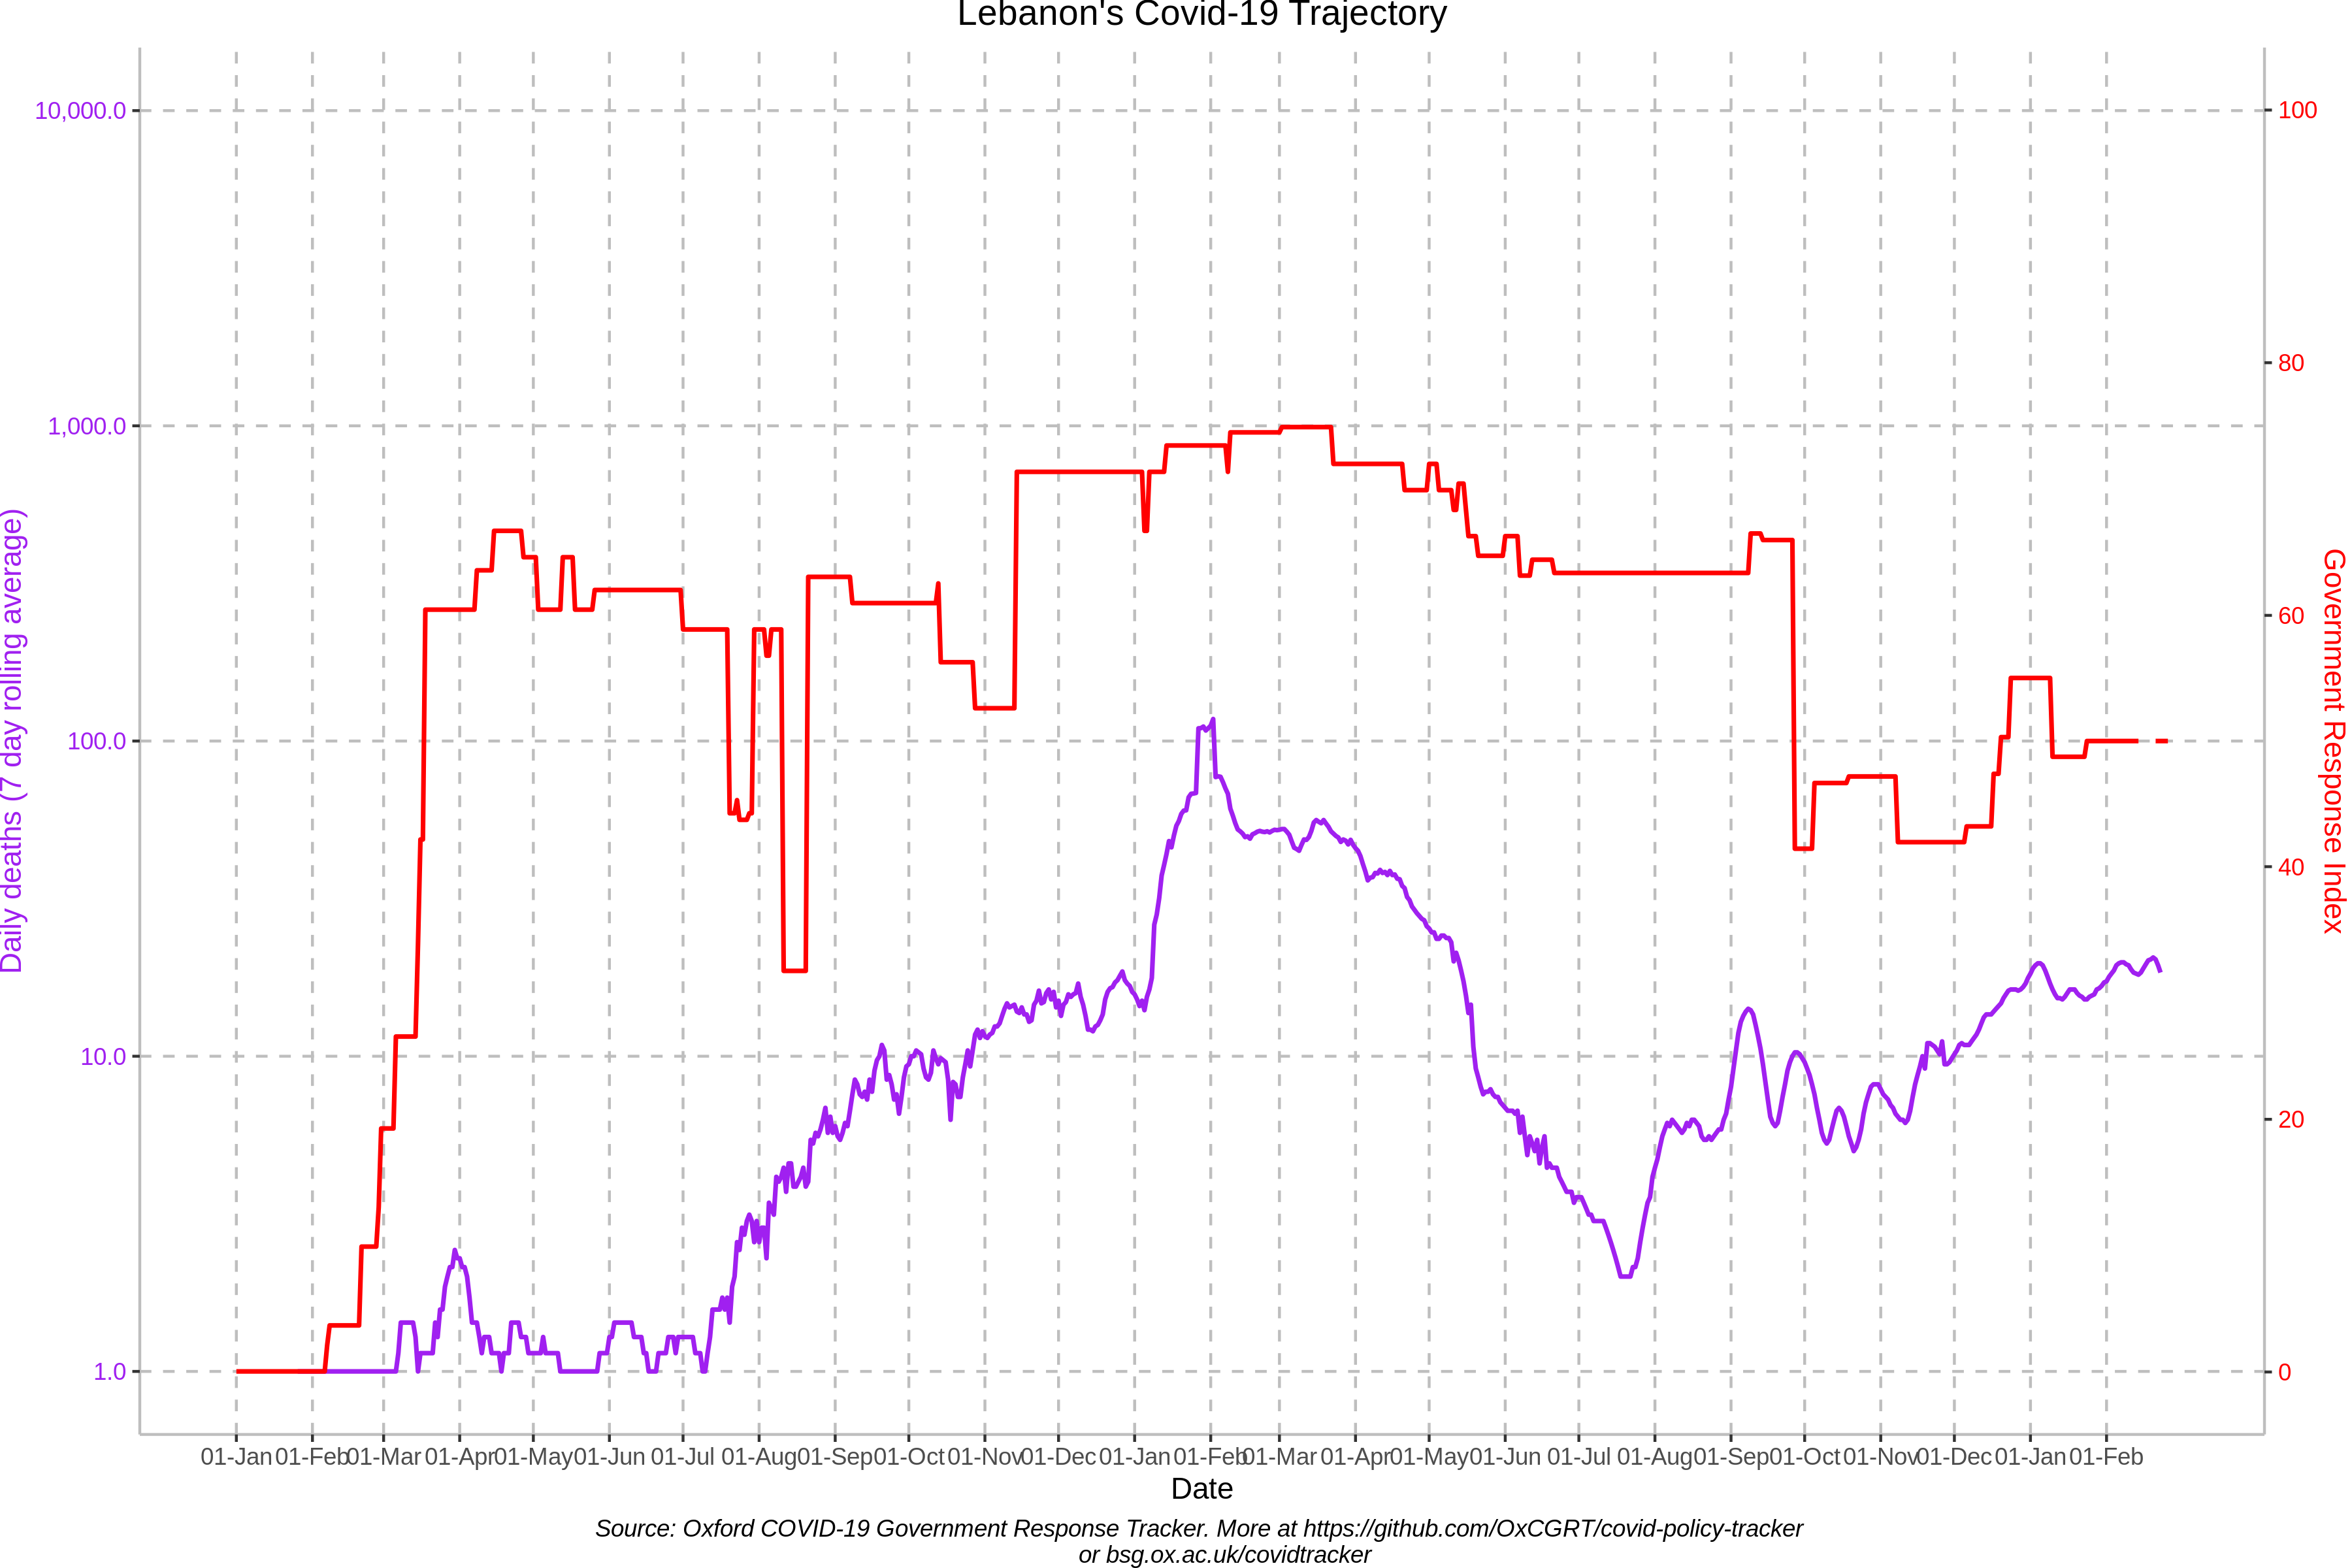 Lebanon's Covid-19 Trajectory
10,000.0
1,000.0
100.0
10.0
1.0
Daily deaths (7 day rolling average)
100
80
60
40
20
0
Government Response Index
01-Jan 01-Feb 01-Mar 01-Apr 01-May 01-Jun 01-Jul 01-Aug 01-Sep 01-Oct 01-Nov 01-Dec 01-Jan 01-Feb 01-Mar 01-Apr 01-May 01-Jun 01-Jul 01-Aug 01-Sep 01-Oct 01-Nov 01-Dec 01-Jan 01-Feb
Date
Source: Oxford COVID-19 Government Response Tracker. More at https://github.com/OxCGRT/covid-policy-tracker
or bsg.ox.ac.uk/covidtracker